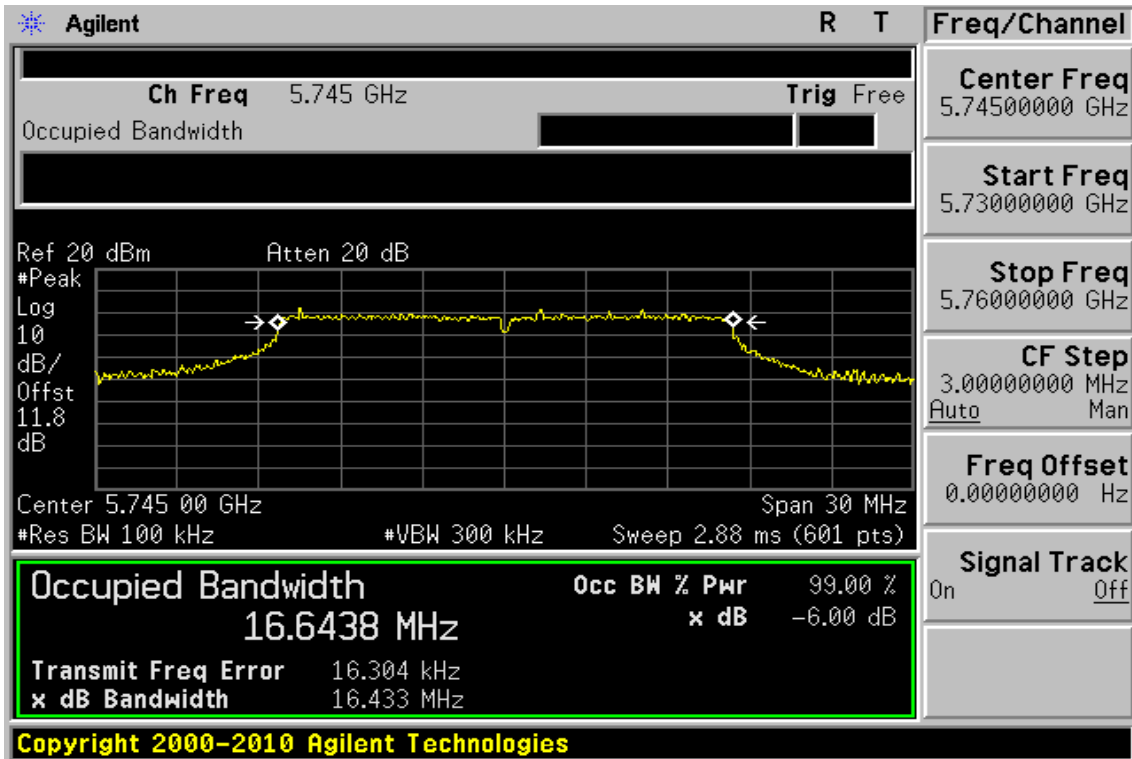 Agilent R T
Ch Freq 5.745 GHz Trig Free
Occupied Bandwidth
Ref 20 dBm Atten 20 dB
#Peak
Log
10
dB/
Offst
11.8
dB
Center 5.745 00 GHz Span 30 MHz
#Res BW 100 kHz #VBW 300 kHz Sweep 2.88 ms (601 pts)
Occupied Bandwidth Occ BW % Pwr 99.00 %
16.6438 MHz x dB -6.00 dB
Transmit Freq Error 16.304 kHz
x dB Bandwidth 16.433 MHz
Copyright 2000-2010 Agilent Technologies
Freq/Channel
Center Freq
5.74500000 GHz
Start Freq
5.73000000 GHz
Stop Freq
5.76000000 GHz
CF Step
3.00000000 MHz
Auto Man
Freq Offset
0.00000000 Hz
Signal Track
On Off